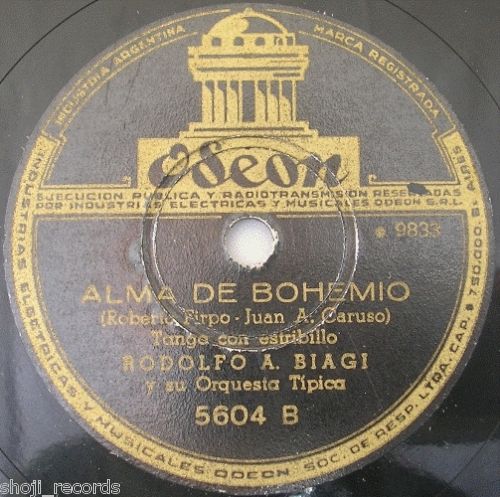 INDUSTRIA ARGENTINA
MARCA REGISTRADA
Odeon
EJECUCION PUBLICA Y RADIOTRANSMISION RESERVADAS
POR INDUSTRIAS ELECTRICAS Y MUSICALES ODEON S.R.L.
9833
ALMA DE BOHEMIO
(Roberto Firpo - Juan A. Caruso)
Tango con estribillo
RODOLFO A. BIAGI
y su Orquesta Típica
5604 B
INDUSTRIAS ELECTRICAS Y MUSICALES ODEON SOC. DE RESP. LTDA. CAP. $ 750.000 B. AIRES
shoji_records